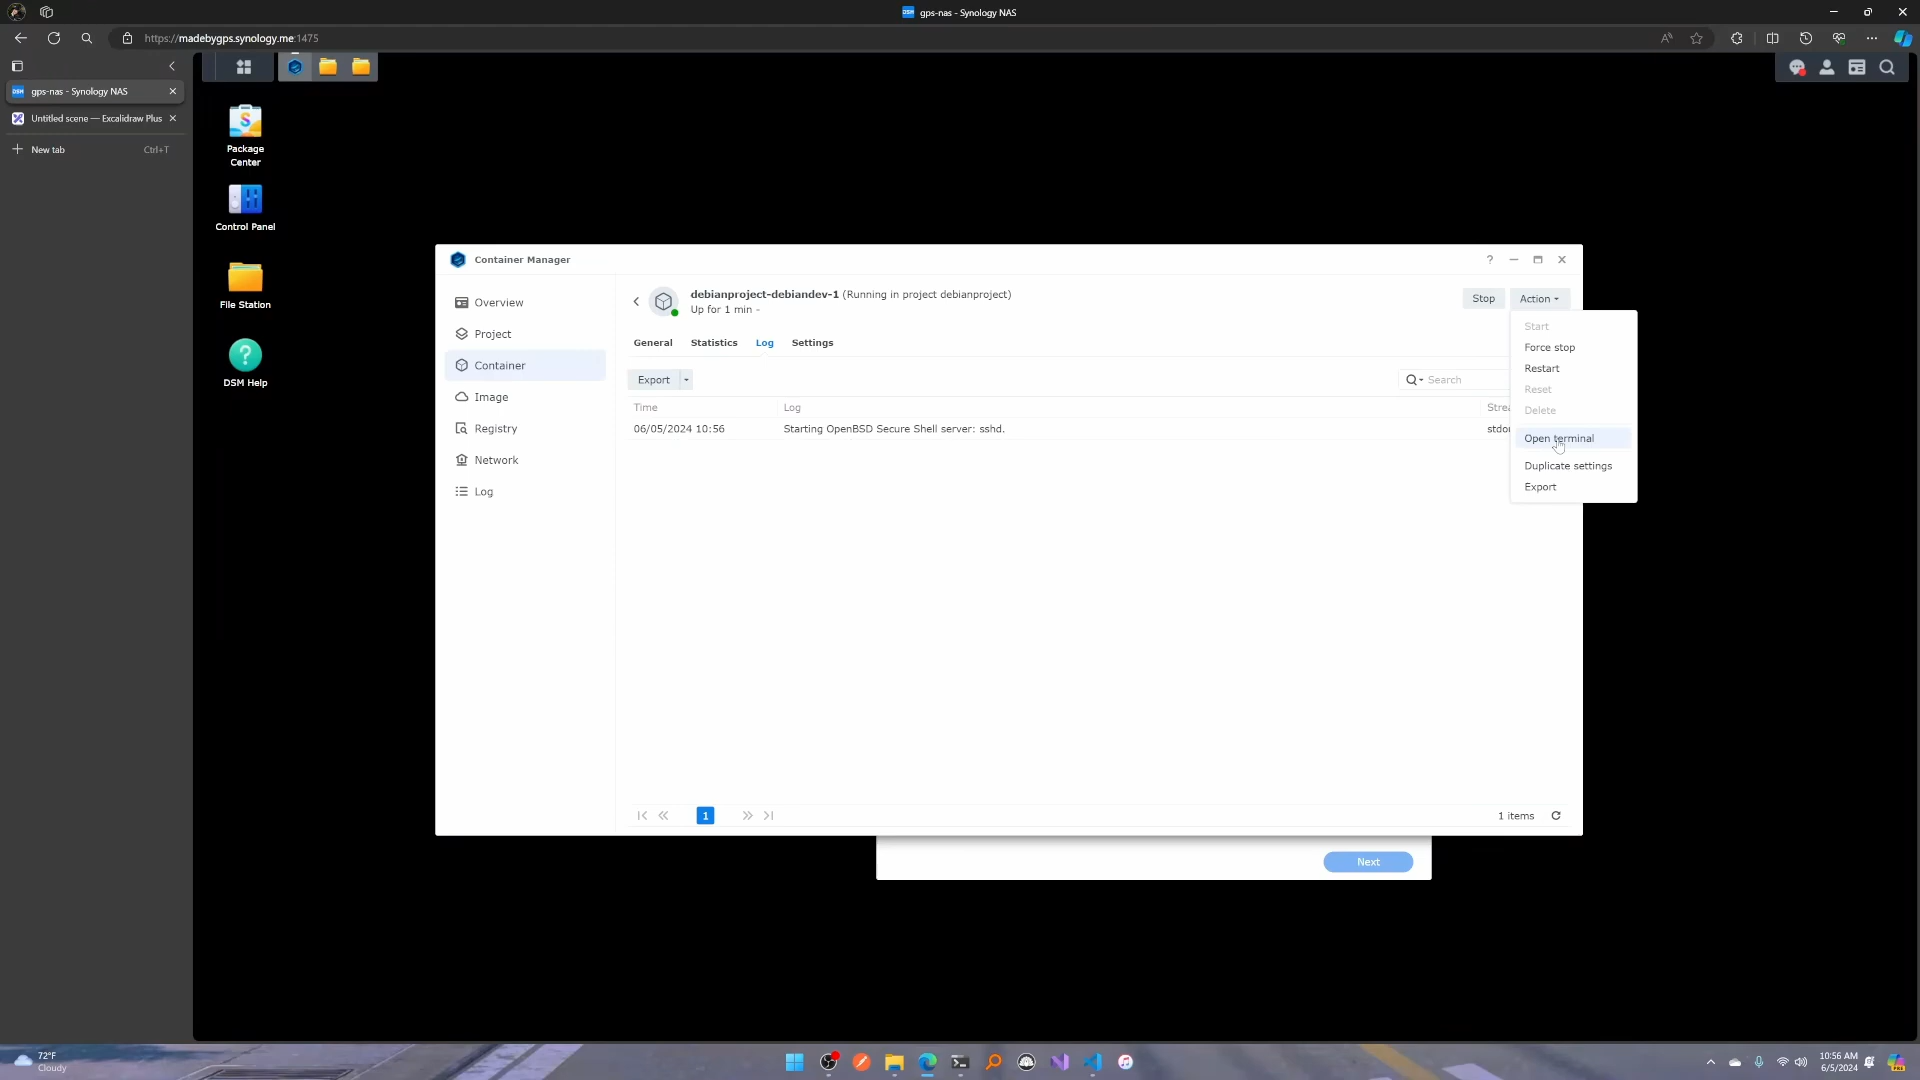 gps-nas - Synology NAS
https://madebygps.synology.me:1475
gps-nas - Synology NAS
Untitled scene — Excalidraw Plus
New tab Ctrl+T
Package
Center
Control Panel
File Station
DSM Help
Container Manager
Overview
Project
Container
Image
Registry
Network
Log
debianproject-debiandev-1 (Running in project debianproject)
Up for 1 min -
Stop
Action
General Statistics Log Settings
Export
Search
Time Log Strea
06/05/2024 10:56 Starting OpenBSD Secure Shell server: sshd. stdou
Start
Force stop
Restart
Reset
Delete
Open terminal
Duplicate settings
Export
1
1 items
Next
72°F
Cloudy
10:56 AM
6/5/2024